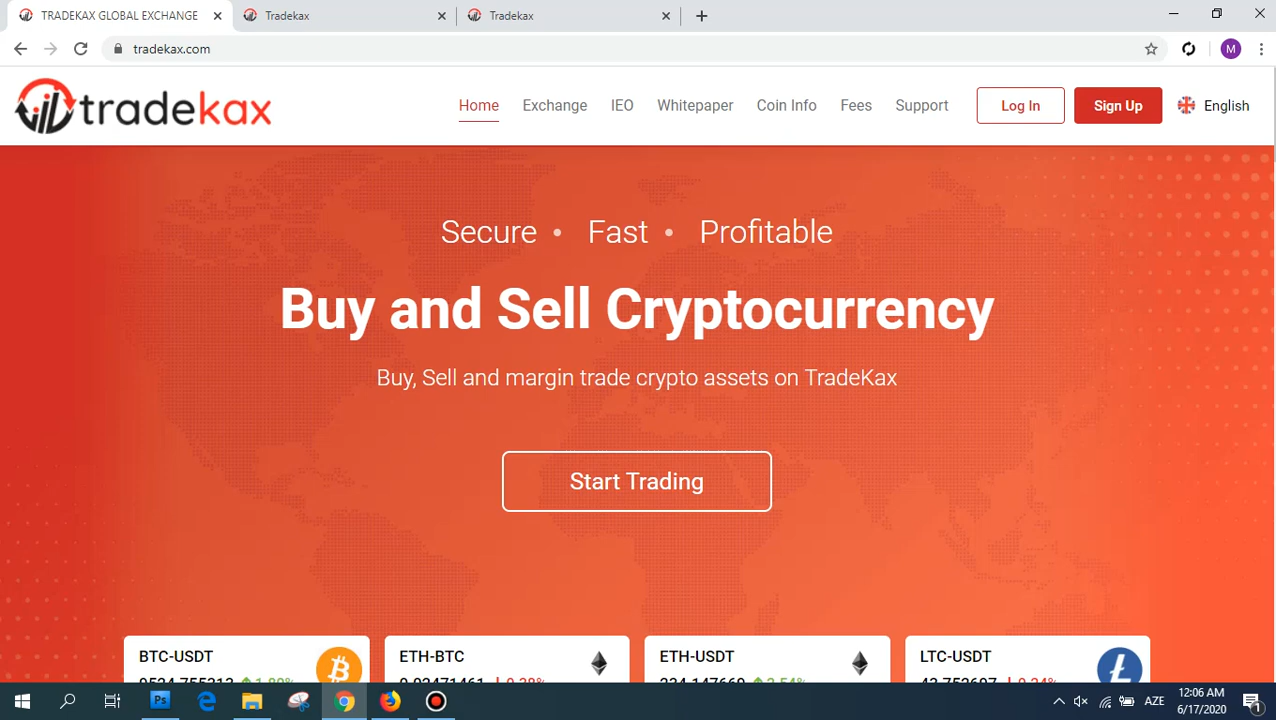 TRADEKAX GLOBAL EXCHANGE
Tradekax
Tradekax
tradekax.com
M
tradekax
Home Exchange IEO Whitepaper Coin Info Fees Support Log In Sign Up English
Secure • Fast • Profitable
Buy and Sell Cryptocurrency
Buy, Sell and margin trade crypto assets on TradeKax
Start Trading
BTC-USDT ETH-BTC ETH-USDT LTC-USDT
Ps AZE 12:06 AM
6/17/2020
1